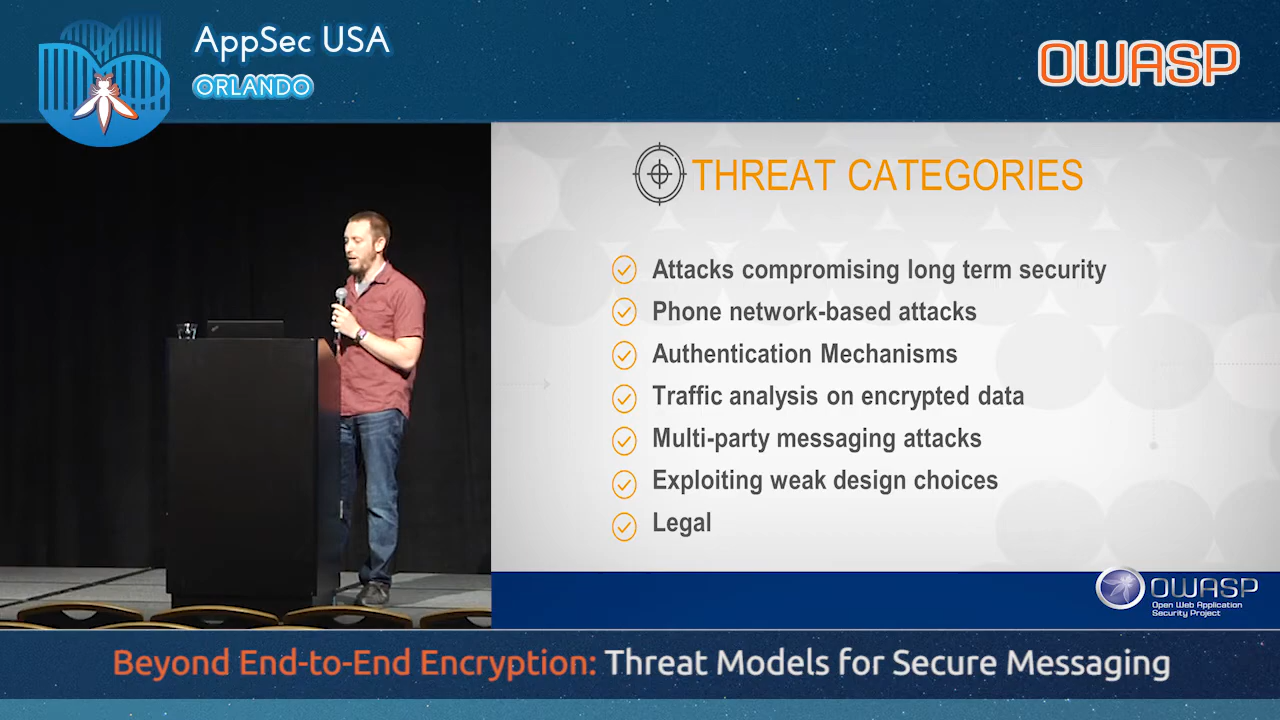 AppSec USA
ORLANDO
OWASP
THREAT CATEGORIES
Attacks compromising long term security
Phone network-based attacks
Authentication Mechanisms
Traffic analysis on encrypted data
Multi-party messaging attacks
Exploiting weak design choices
Legal
OWASP
Open Web Application
Security Project
Beyond End-to-End Encryption: Threat Models for Secure Messaging